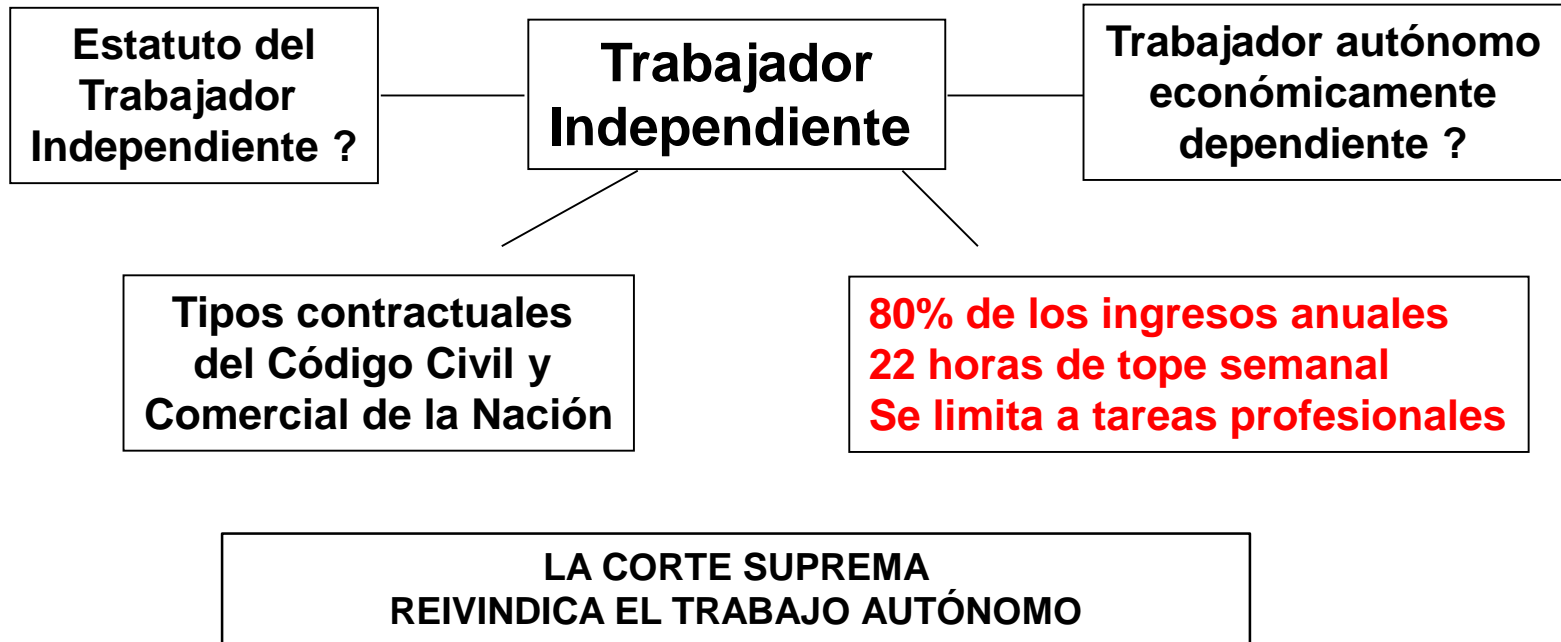 Estatuto del
Trabajador
Independiente ?
Trabajador
Independiente
Trabajador autónomo
económicamente
dependiente ?
Tipos contractuales
del Código Civil y
Comercial de la Nación
80% de los ingresos anuales
22 horas de tope semanal
Se limita a tareas profesionales
LA CORTE SUPREMA
REIVINDICA EL TRABAJO AUTÓNOMO